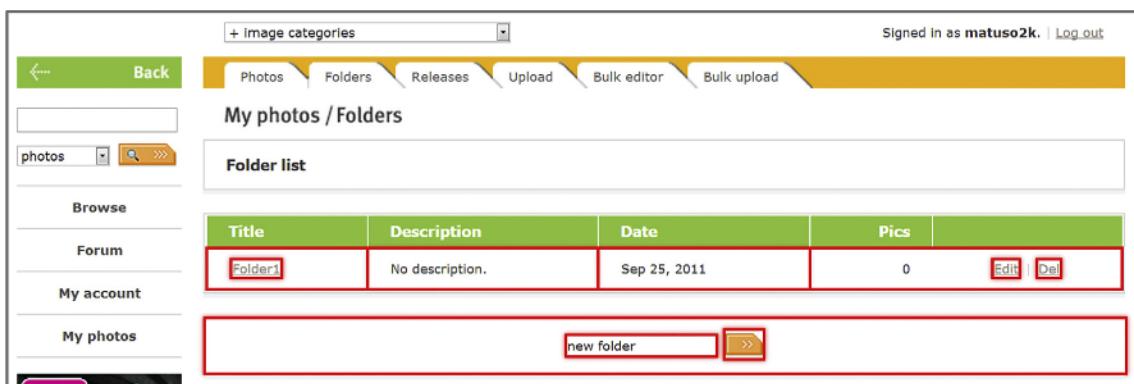 + image categories
Signed in as matuso2k. | Log out
Back
Photos Folders Releases Upload Bulk editor Bulk upload
My photos / Folders
photos
Folder list
Browse
Forum
My account
My photos
Title Description Date Pics
Folder1 No description. Sep 25, 2011 0 Edit | Del
new folder